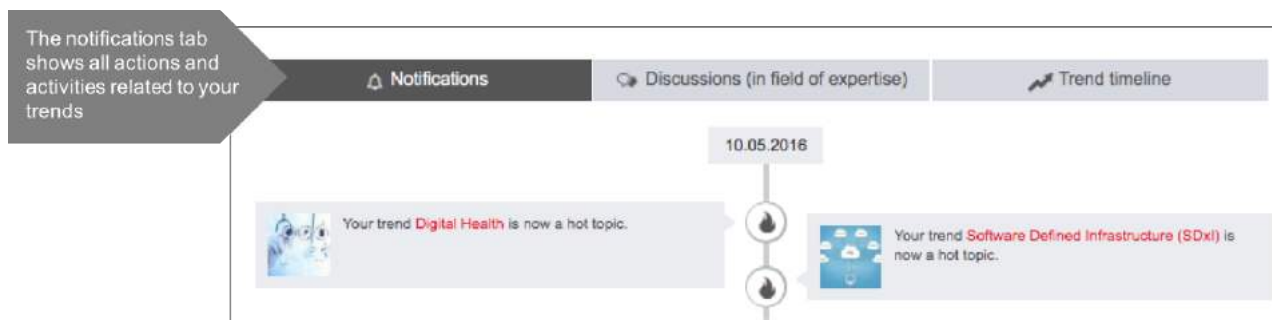 The notifications tab
shows all actions and
activities related to your
trends
Notifications
Discussions (in field of expertise)
Trend timeline
10.05.2016
Your trend Digital Health is now a hot topic.
Your trend Software Defined Infrastructure (SDxI) is
now a hot topic.